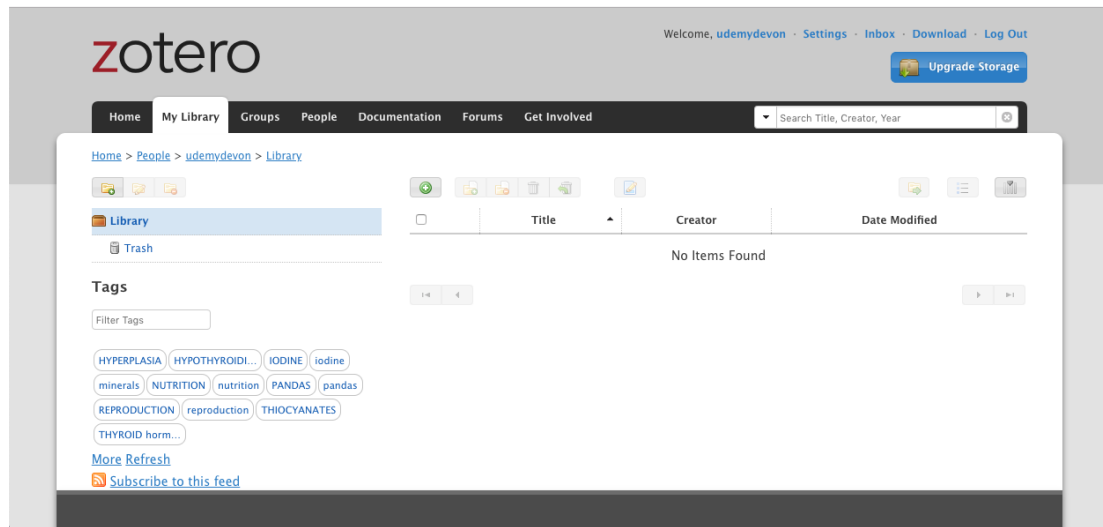 zotero
Welcome, udemydevon · Settings · Inbox · Download · Log Out
Upgrade Storage
Home My Library Groups People Documentation Forums Get Involved
Search Title, Creator, Year
Home > People > udemydevon > Library
Library
Trash
Title Creator Date Modified
No Items Found
Tags
Filter Tags
HYPERPLASIA HYPOTHYROIDI... IODINE iodine
minerals NUTRITION nutrition PANDAS pandas
REPRODUCTION reproduction THIOCYANATES
THYROID horm...
More Refresh
Subscribe to this feed